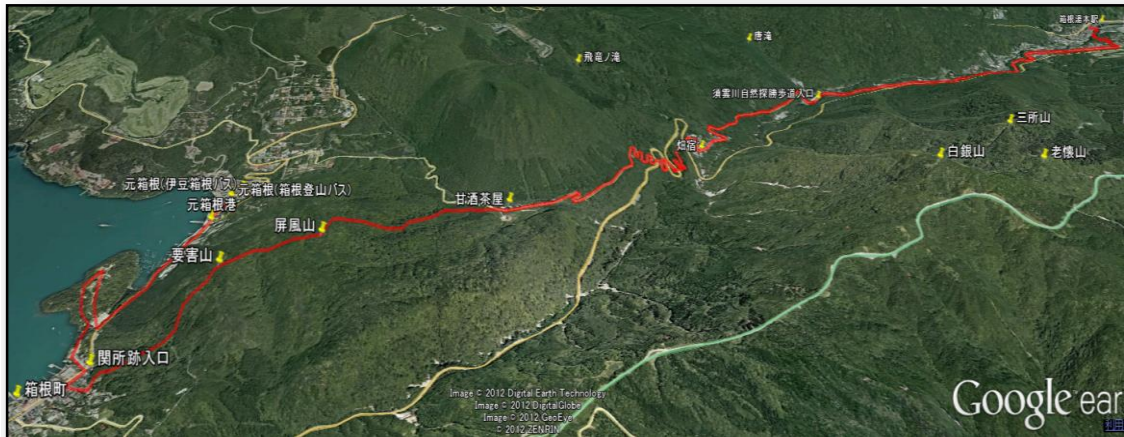 箱根湯本駅
唐滝
飛竜ノ滝
須雲川自然探勝歩道入口
三所山
畑宿
白銀山
老懐山
元箱根(伊豆箱根バス)
元箱根(箱根登山バス)
甘酒茶屋
元箱根港
屏風山
要害山
関所跡入口
箱根町
Image © 2012 Digital Earth Technology
Image © 2012 DigitalGlobe
Image © 2012 GeoEye
© 2012 ZENRIN
Google ear